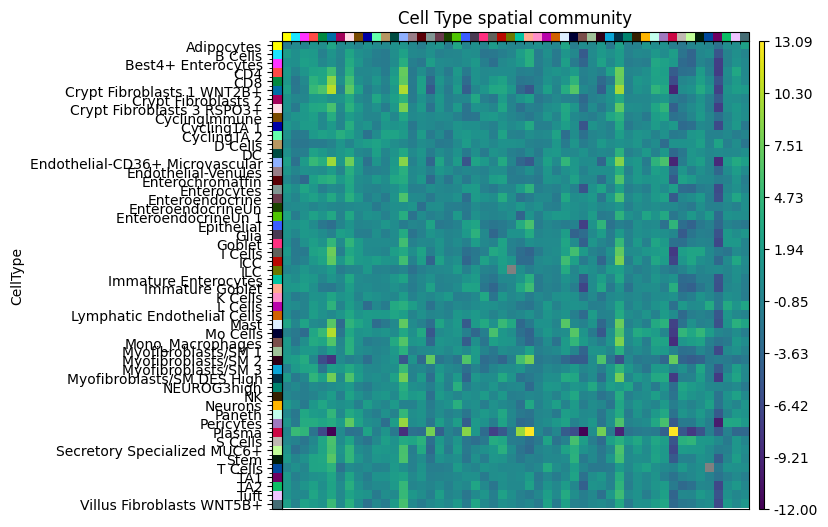 Cell Type spatial community
Adipocytes
B Cells
Best4+ Enterocytes
CD4
CD8
Crypt Fibroblasts 1 WNT2B+
Crypt Fibroblasts 2
Crypt Fibroblasts 3 RSPO3+
CyclingImmune
CyclingTA 1
CyclingTA 2
D Cells
DC
Endothelial-CD36+ Microvascular
Endothelial-Venules
Enterochromaffin
Enterocytes
Enteroendocrine
EnteroendocrineUn
EnteroendocrineUn 1
Epithelial
Glia
Goblet
I Cells
ICC
ILC
Immature Enterocytes
Immature Goblet
K Cells
L Cells
Lymphatic Endothelial Cells
Mast
Mo Cells
Mono_Macrophages
Myofibroblasts/SM 1
Myofibroblasts/SM 2
Myofibroblasts/SM 3
Myofibroblasts/SM DES High
NEUROG3high
NK
Neurons
Paneth
Pericytes
Plasma
S Cells
Secretory Specialized MUC6+
Stem
T Cells
TA1
TA2
Tuft
Villus Fibroblasts WNT5B+
CellType
13.09
10.30
7.51
4.73
1.94
-0.85
-3.63
-6.42
-9.21
-12.00